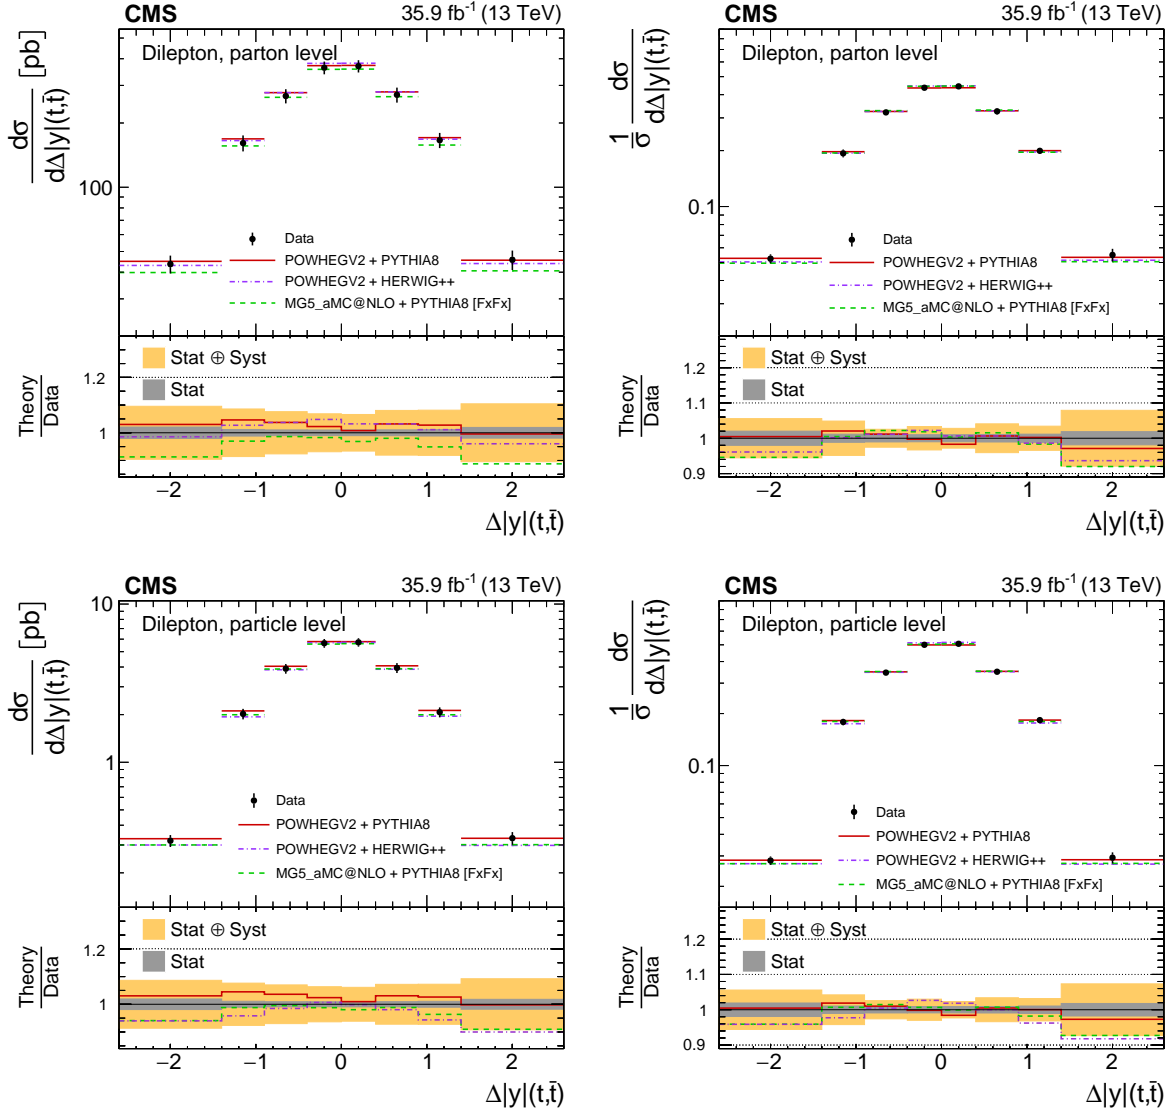 CMS 35.9 fb⁻¹ (13 TeV)
Dilepton, parton level
dσ
dΔ|y|(t,t̄)
[pb]
100
Data
POWHEGV2 + PYTHIA8
POWHEGV2 + HERWIG++
MG5_aMC@NLO + PYTHIA8 [FxFx]
Stat ⊕ Syst
Stat
Theory
Data
1.2
1
−2 −1 0 1 2
Δ|y|(t,t̄)
CMS 35.9 fb⁻¹ (13 TeV)
Dilepton, parton level
1 dσ
σ dΔ|y|(t,t̄)
0.1
Data
POWHEGV2 + PYTHIA8
POWHEGV2 + HERWIG++
MG5_aMC@NLO + PYTHIA8 [FxFx]
Stat ⊕ Syst
Stat
Theory
Data
1.2
1.1
1
0.9
−2 −1 0 1 2
Δ|y|(t,t̄)
CMS 35.9 fb⁻¹ (13 TeV)
Dilepton, particle level
dσ
dΔ|y|(t,t̄)
[pb]
10
1
Data
POWHEGV2 + PYTHIA8
POWHEGV2 + HERWIG++
MG5_aMC@NLO + PYTHIA8 [FxFx]
Stat ⊕ Syst
Stat
Theory
Data
1.2
1
−2 −1 0 1 2
Δ|y|(t,t̄)
CMS 35.9 fb⁻¹ (13 TeV)
Dilepton, particle level
1 dσ
σ dΔ|y|(t,t̄)
0.1
Data
POWHEGV2 + PYTHIA8
POWHEGV2 + HERWIG++
MG5_aMC@NLO + PYTHIA8 [FxFx]
Stat ⊕ Syst
Stat
Theory
Data
1.2
1.1
1
0.9
−2 −1 0 1 2
Δ|y|(t,t̄)